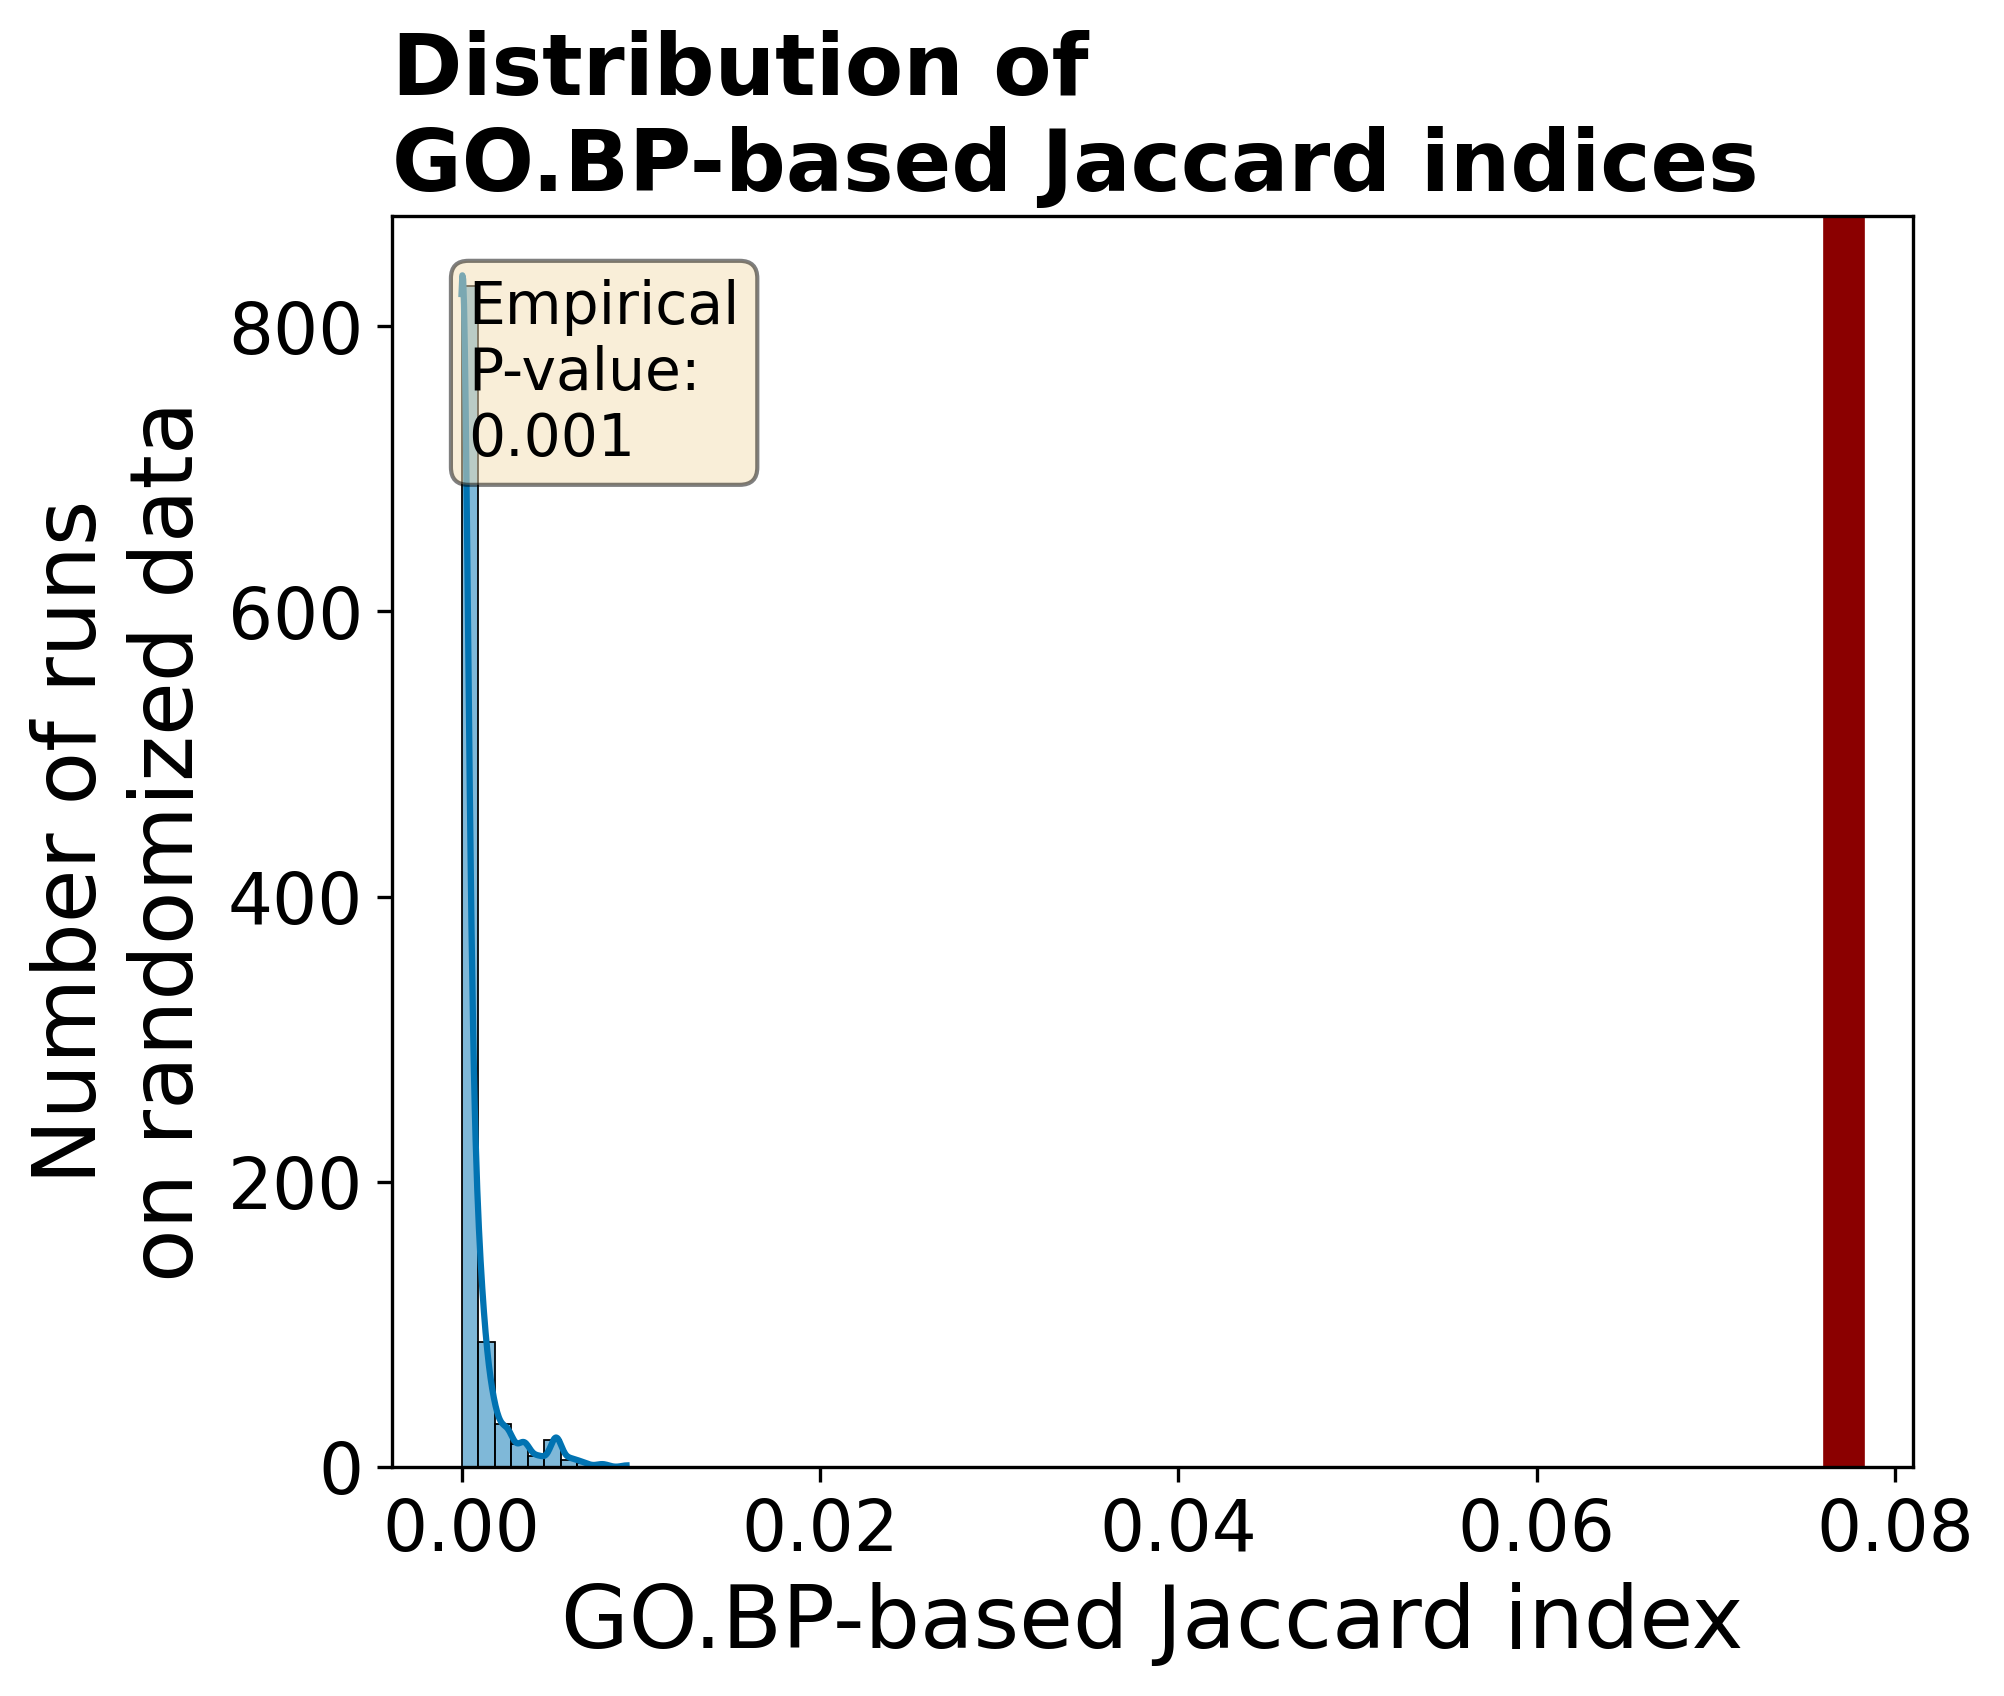 Distribution of
GO.BP-based Jaccard indices
Empirical
P-value:
0.001
Number of runs
on randomized data
800
600
400
200
0
0.00 0.02 0.04 0.06 0.08
GO.BP-based Jaccard index